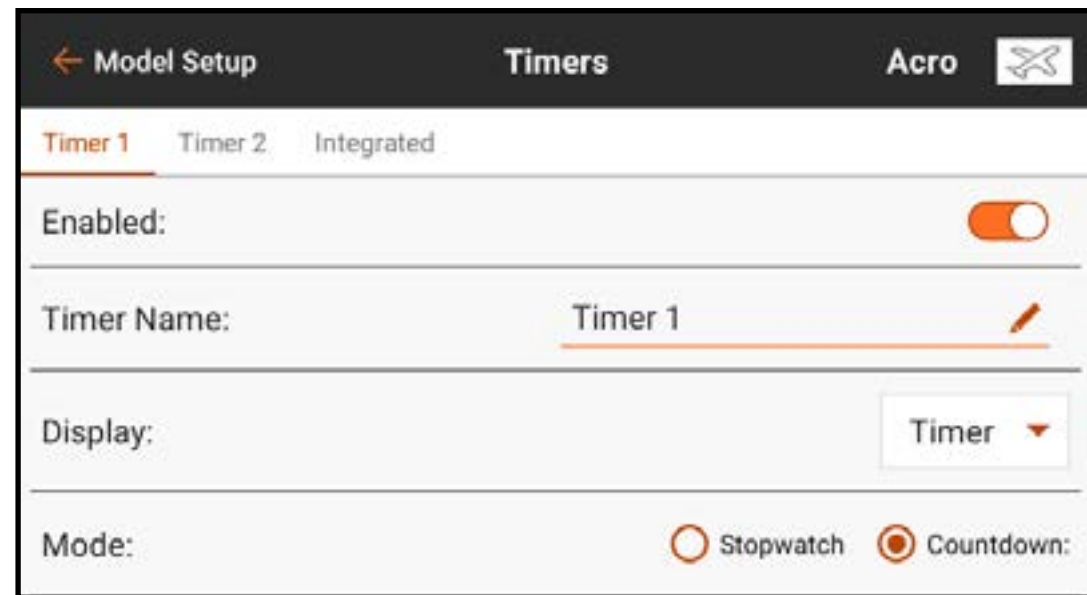 Model Setup Timers Acro
Timer 1 Timer 2 Integrated
Enabled:
Timer Name: Timer 1
Display: Timer
Mode: Stopwatch Countdown: